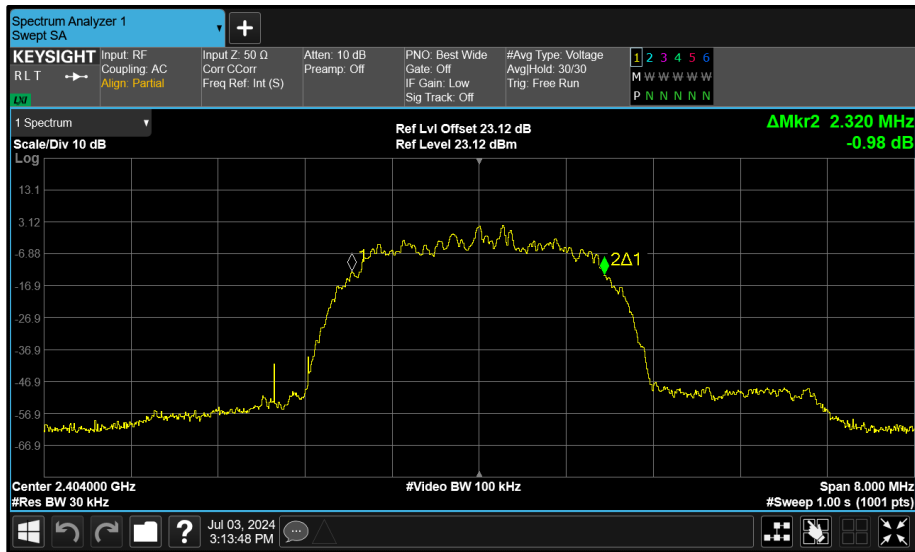 Spectrum Analyzer 1
Swept SA
KEYSIGHT
R L T
LXI
Input: RF
Coupling: AC
Align: Partial
Input Z: 50 Ω
Corr CCorr
Freq Ref: Int (S)
Atten: 10 dB
Preamp: Off
PNO: Best Wide
Gate: Off
IF Gain: Low
Sig Track: Off
#Avg Type: Voltage
Avg|Hold: 30/30
Trig: Free Run
1 2 3 4 5 6
M W W W W W
P N N N N N
1 Spectrum
Scale/Div 10 dB
Ref Lvl Offset 23.12 dB
Ref Level 23.12 dBm
ΔMkr2 2.320 MHz
-0.98 dB
Log
13.1
3.12
-6.88
-16.9
-26.9
-36.9
-46.9
-56.9
-66.9
1
2Δ1
Center 2.404000 GHz
#Res BW 30 kHz
#Video BW 100 kHz
Span 8.000 MHz
#Sweep 1.00 s (1001 pts)
?
Jul 03, 2024
3:13:48 PM